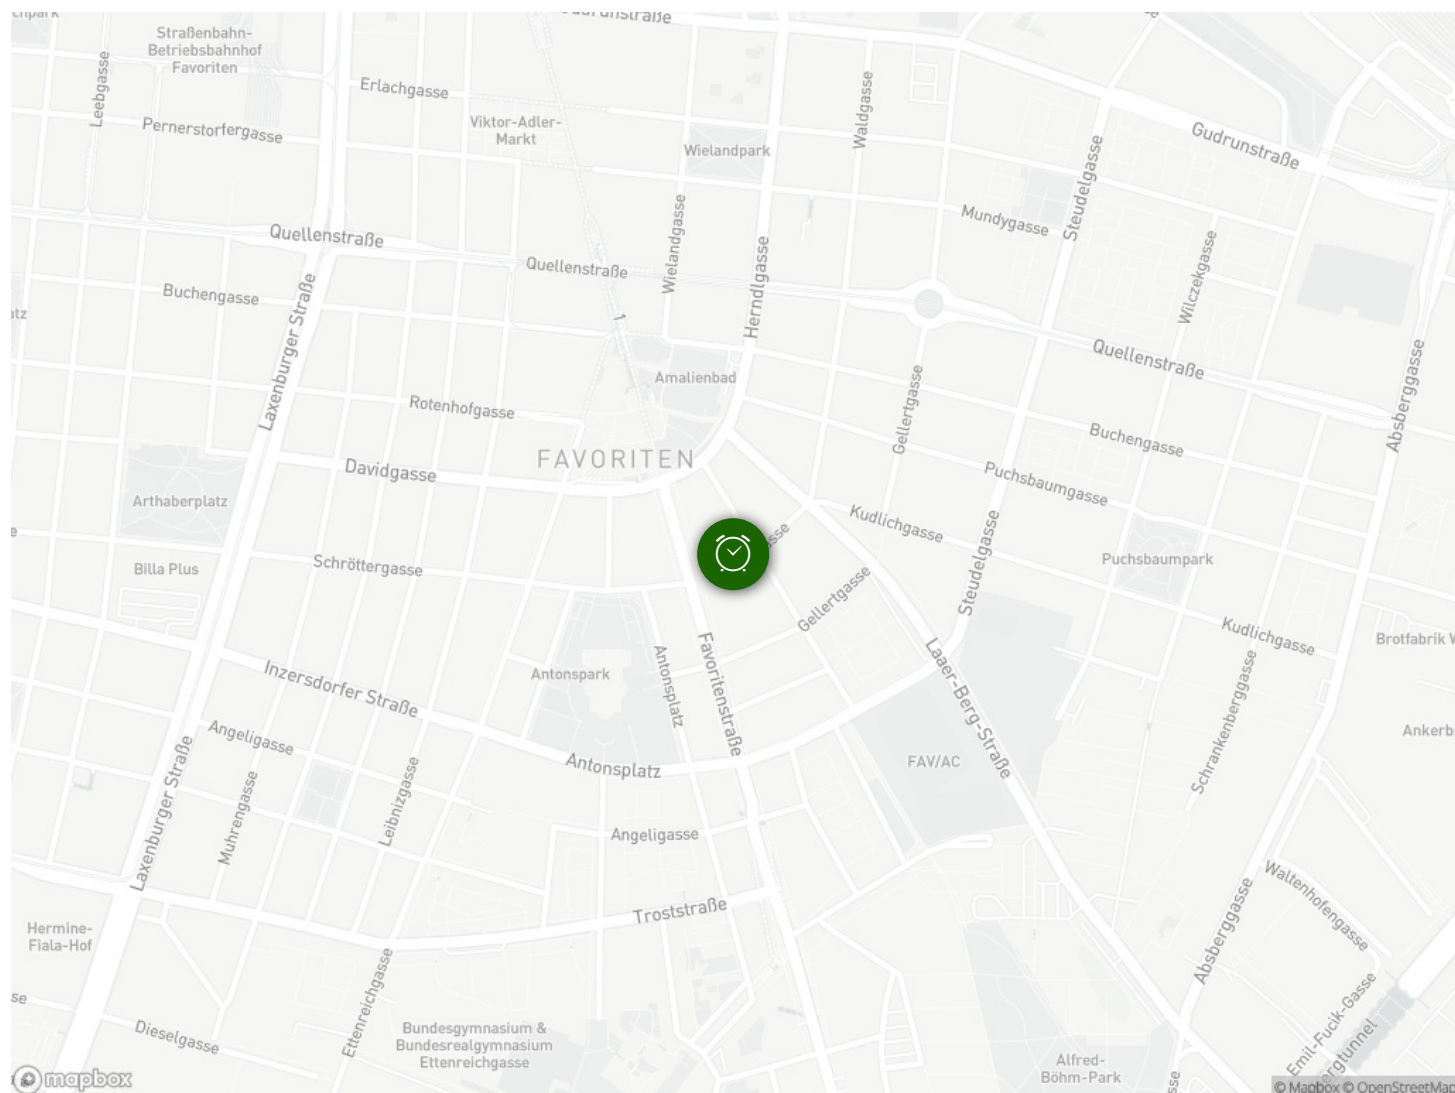 Gudrunstraße
Straßenbahn-
Betriebsbahnhof
Favoriten
Leebgasse
Erlachgasse
Pernerstorfergasse
Viktor-Adler-
Markt
Wielandpark
Waldgasse
Gudrunstraße
Steudelgasse
Mundygasse
Wielandgasse
Quellenstraße
Quellenstraße
Herndlgasse
Wilczekgasse
Buchengasse
1
Laxenburger Straße
Quellenstraße
Absberggasse
Amalienbad
Gellertgasse
Rotenhofgasse
Buchengasse
FAVORITEN
Davidgasse
Puchsbaumgasse
Arthaberplatz
Kudlichgasse
Puchsbaumpark
Schröttergasse
Billa Plus
Steudelgasse
Gellertgasse
Kudlichgasse
Brotfabrik W
Antonspark
Antonsplatz
Favoritenstraße
Laaer-Berg-Straße
Inzersdorfer Straße
Schrankenberggasse
Angeligasse
Antonsplatz
FAV/AC
Laxenburger Straße
Muhrengasse
Leibnizgasse
Angeligasse
Troststraße
Waltenhofengasse
Absberggasse
Hermine-
Fiala-Hof
Ettenreichgasse
Dieselgasse
Bundesgymnasium &
Bundesrealgymnasium
Ettenreichgasse
Alfred-
Böhm-Park
Emil-Fucik-Gasse
mapbox
© Mapbox © OpenStreetMap